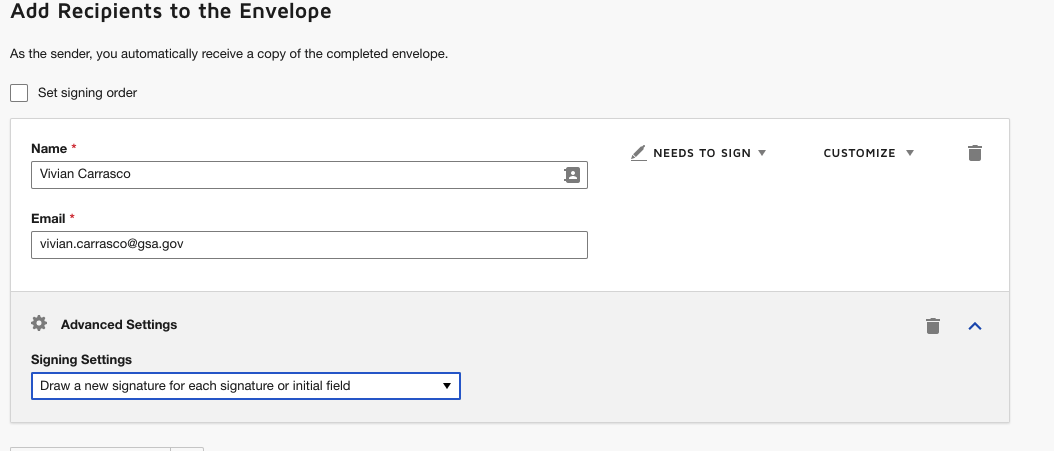 Add Recipients to the Envelope
As the sender, you automatically receive a copy of the completed envelope.
Set signing order
Name *
NEEDS TO SIGN
CUSTOMIZE
Vivian Carrasco
Email *
vivian.carrasco@gsa.gov
Advanced Settings
Signing Settings
Draw a new signature for each signature or initial field